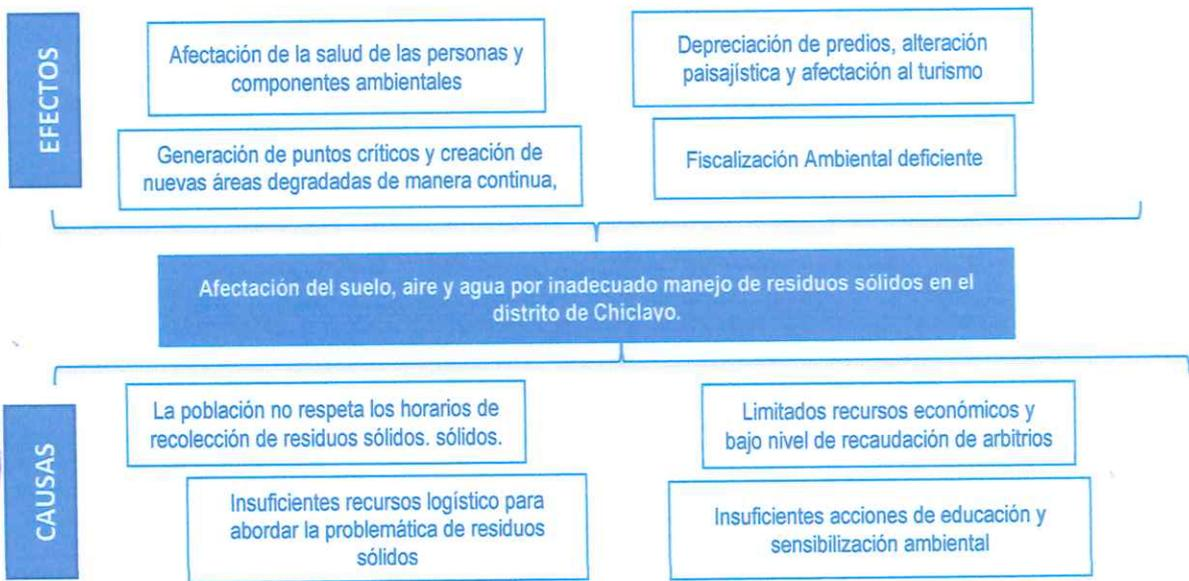 EFECTOS
Afectación de la salud de las personas y
componentes ambientales
Depreciación de predios, alteración
paisajística y afectación al turismo
Generación de puntos críticos y creación de
nuevas áreas degradadas de manera continua,
Fiscalización Ambiental deficiente
Afectación del suelo, aire y agua por inadecuado manejo de residuos sólidos en el
distrito de Chiclayo.
CAUSAS
La población no respeta los horarios de
recolección de residuos sólidos. sólidos.
Limitados recursos económicos y
bajo nivel de recaudación de arbitrios
Insuficientes recursos logístico para
abordar la problemática de residuos
sólidos
Insuficientes acciones de educación y
sensibilización ambiental